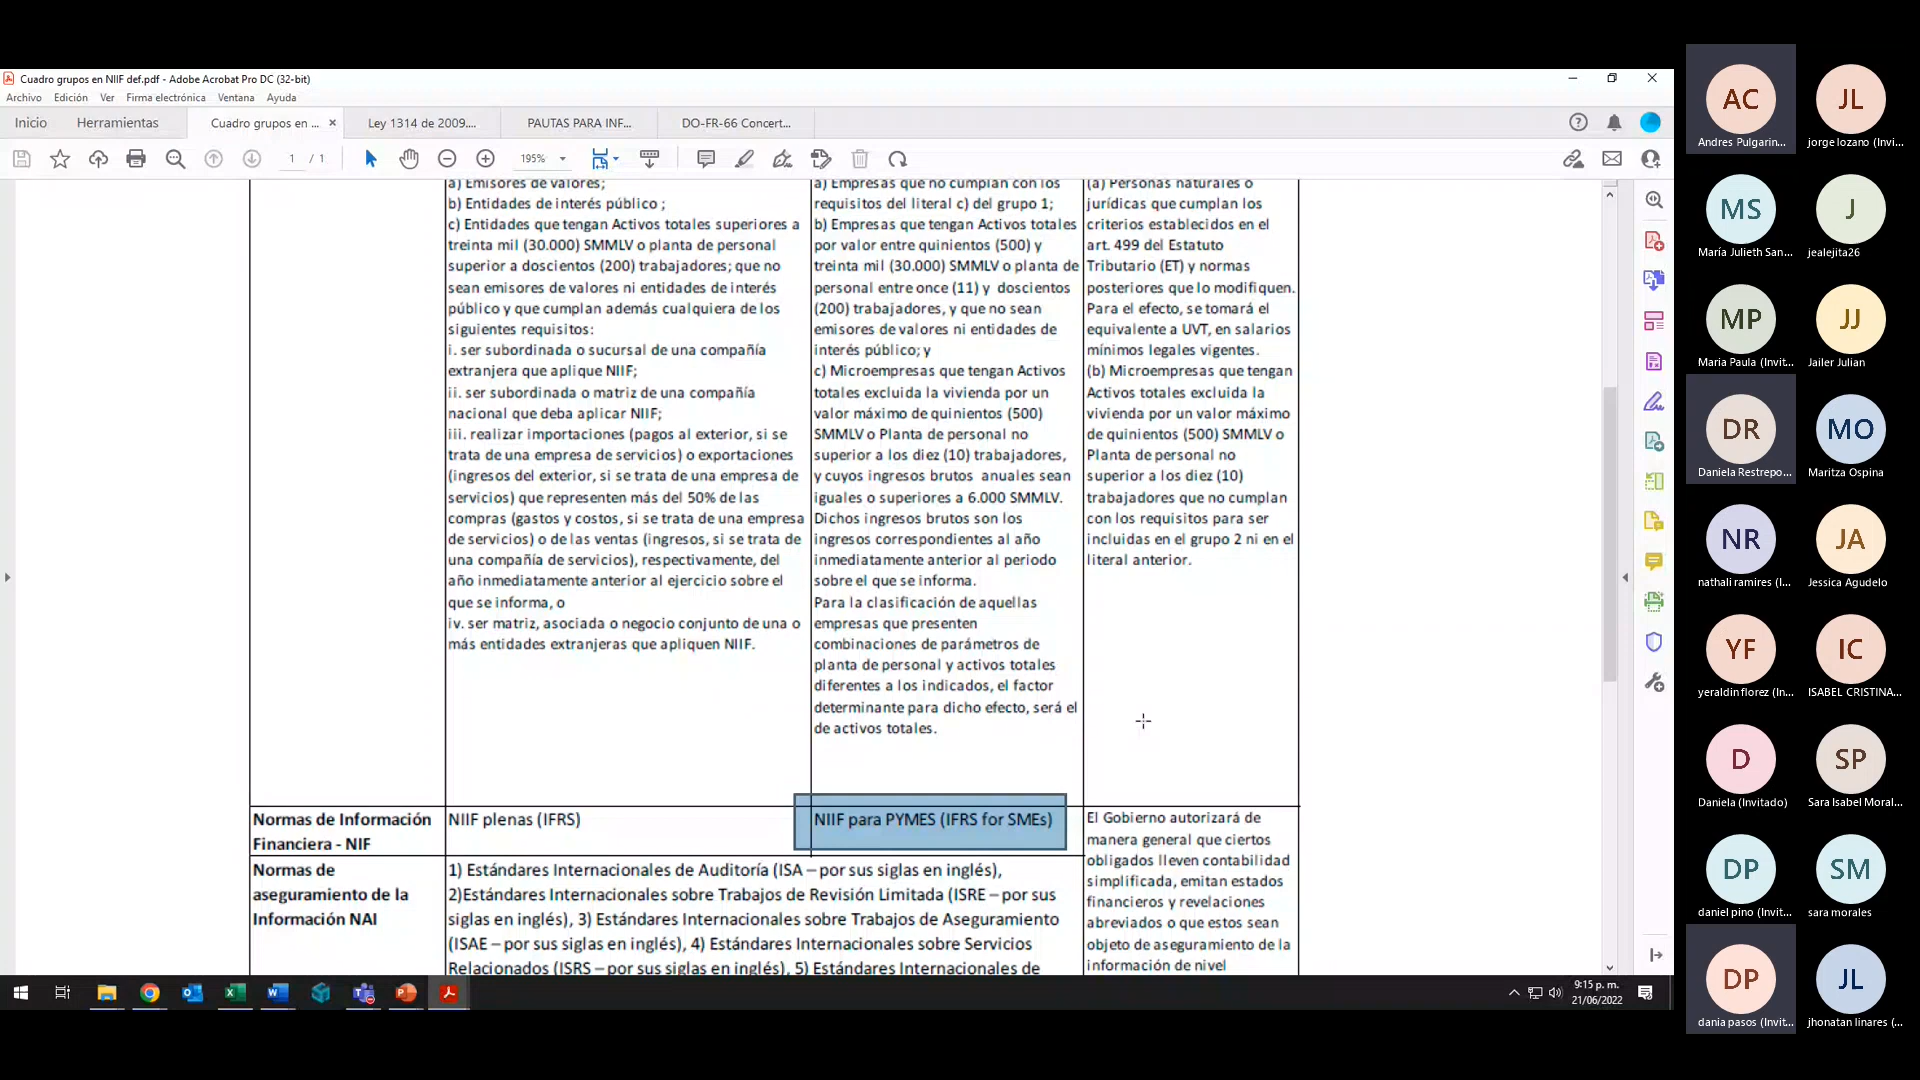 Cuadro grupos en NIIF def.pdf - Adobe Acrobat Pro DC (32-bit)
Archivo Edición Ver Firma electrónica Ventana Ayuda
Inicio Herramientas Cuadro grupos en ... × Ley 1314 de 2009.... PAUTAS PARA INF... DO-FR-66 Concert...
1 / 1 195%
a) Emisores de valores;
b) Entidades de interés público ;
c) Entidades que tengan Activos totales superiores a
treinta mil (30.000) SMMLV o planta de personal
superior a doscientos (200) trabajadores; que no
sean emisores de valores ni entidades de interés
público y que cumplan además cualquiera de los
siguientes requisitos:
i. ser subordinada o sucursal de una compañía
extranjera que aplique NIIF;
ii. ser subordinada o matriz de una compañía
nacional que deba aplicar NIIF;
iii. realizar importaciones (pagos al exterior, si se
trata de una empresa de servicios) o exportaciones
(ingresos del exterior, si se trata de una empresa de
servicios) que representen más del 50% de las
compras (gastos y costos, si se trata de una empresa
de servicios) o de las ventas (ingresos, si se trata de
una compañía de servicios), respectivamente, del
año inmediatamente anterior al ejercicio sobre el
que se informa, o
iv. ser matriz, asociada o negocio conjunto de una o
más entidades extranjeras que apliquen NIIF.
a) Empresas que no cumplan con los
requisitos del literal c) del grupo 1;
b) Empresas que tengan Activos totales
por valor entre quinientos (500) y
treinta mil (30.000) SMMLV o planta de
personal entre once (11) y doscientos
(200) trabajadores, y que no sean
emisores de valores ni entidades de
interés público; y
c) Microempresas que tengan Activos
totales excluida la vivienda por un
valor máximo de quinientos (500)
SMMLV o Planta de personal no
superior a los diez (10) trabajadores,
y cuyos ingresos brutos anuales sean
iguales o superiores a 6.000 SMMLV.
Dichos ingresos brutos son los
ingresos correspondientes al año
inmediatamente anterior al periodo
sobre el que se informa.
Para la clasificación de aquellas
empresas que presenten
combinaciones de parámetros de
planta de personal y activos totales
diferentes a los indicados, el factor
determinante para dicho efecto, será el
de activos totales.
(a) Personas naturales o
jurídicas que cumplan los
criterios establecidos en el
art. 499 del Estatuto
Tributario (ET) y normas
posteriores que lo modifiquen.
Para el efecto, se tomará el
equivalente a UVT, en salarios
mínimos legales vigentes.
(b) Microempresas que tengan
Activos totales excluida la
vivienda por un valor máximo
de quinientos (500) SMMLV o
Planta de personal no
superior a los diez (10)
trabajadores que no cumplan
con los requisitos para ser
incluidas en el grupo 2 ni en el
literal anterior.
Normas de Información
Financiera - NIF
NIIF plenas (IFRS)
NIIF para PYMES (IFRS for SMEs)
El Gobierno autorizará de
manera general que ciertos
obligados lleven contabilidad
simplificada, emitan estados
financieros y revelaciones
abreviados o que estos sean
objeto de aseguramiento de la
información de nivel
Normas de
aseguramiento de la
Información NAI
1) Estándares Internacionales de Auditoría (ISA – por sus siglas en inglés),
2)Estándares Internacionales sobre Trabajos de Revisión Limitada (ISRE – por sus
siglas en inglés), 3) Estándares Internacionales sobre Trabajos de Aseguramiento
(ISAE – por sus siglas en inglés), 4) Estándares Internacionales sobre Servicios
Relacionados (ISRS – por sus siglas en inglés), 5) Estándares Internacionales de
9:15 p. m.
21/06/2022
AC JL
Andres Pulgarin... jorge lozano (Invi...
MS J
María Julieth San... jealejita26
MP JJ
Maria Paula (Invit... Jailer Julian
DR MO
Daniela Restrepo... Maritza Ospina
NR JA
nathali ramires (I... Jessica Agudelo
YF IC
yeraldin florez (In... ISABEL CRISTINA...
D SP
Daniela (Invitado) Sara Isabel Moral...
DP SM
daniel pino (Invit... sara morales
DP JL
dania pasos (Invit... jhonatan linares (...